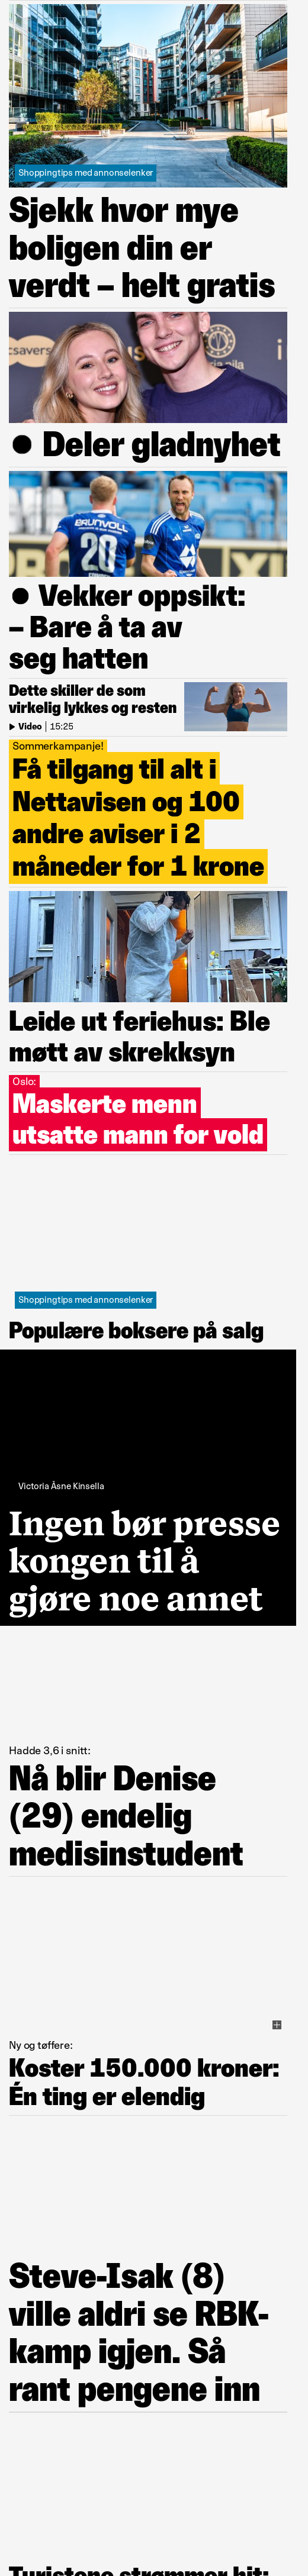 Shoppingtips med annonselenker
Sjekk hvor mye
boligen din er
verdt – helt gratis
● Deler gladnyhet
BRUNVOLL
20
● Vekker oppsikt:
– Bare å ta av
seg hatten
Dette skiller de som
virkelig lykkes og resten
Video | 15:25
Sommerkampanje!
Få tilgang til alt i
Nettavisen og 100
andre aviser i 2
måneder for 1 krone
Leide ut feriehus: Ble
møtt av skrekksyn
Oslo:
Maskerte menn
utsatte mann for vold
Shoppingtips med annonselenker
Populære boksere på salg
Victoria Åsne Kinsella
Ingen bør presse
kongen til å
gjøre noe annet
Hadde 3,6 i snitt:
Nå blir Denise
(29) endelig
medisinstudent
Ny og tøffere:
Koster 150.000 kroner:
Én ting er elendig
Steve-Isak (8)
ville aldri se RBK-
kamp igjen. Så
rant pengene inn
Turistene strømmer hit: